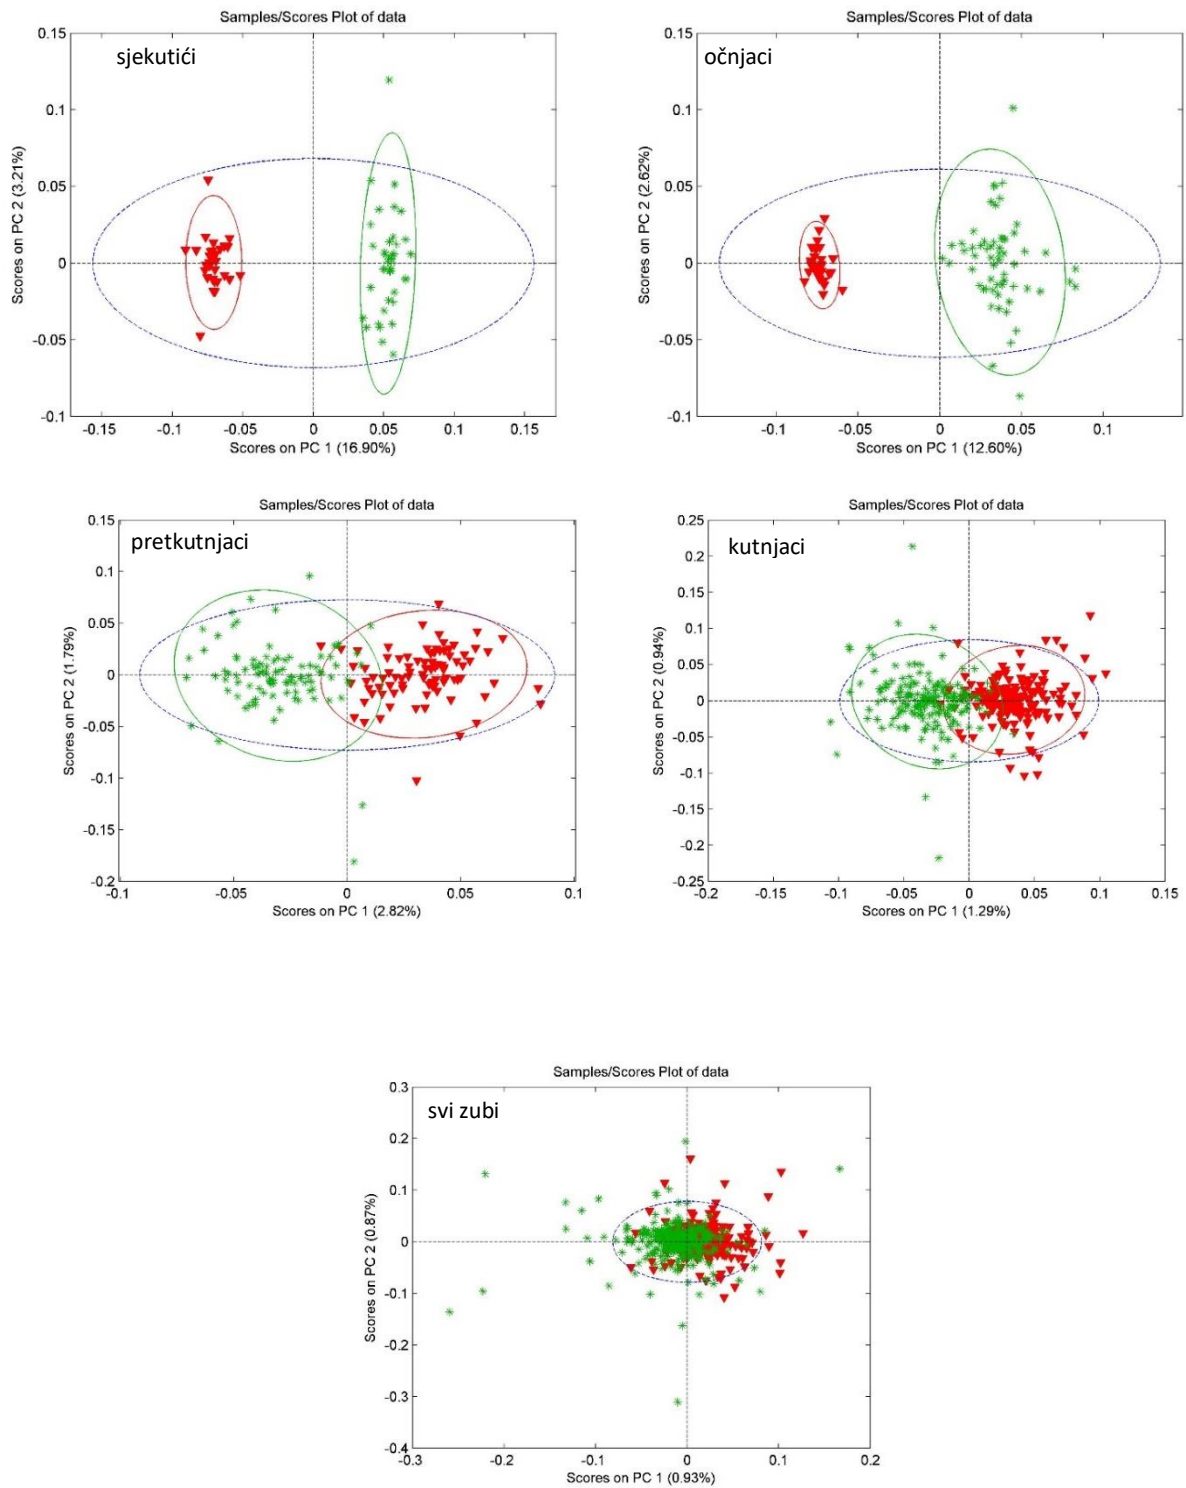 Samples/Scores Plot of data
sjekutići
0.15
0.1
0.05
0
-0.05
-0.1
Scores on PC 2 (3.21%)
-0.15 -0.1 -0.05 0 0.05 0.1 0.15
Scores on PC 1 (16.90%)
Samples/Scores Plot of data
očnjaci
0.15
0.1
0.05
0
-0.05
-0.1
Scores on PC 2 (2.62%)
-0.1 -0.05 0 0.05 0.1
Scores on PC 1 (12.60%)
Samples/Scores Plot of data
pretkutnjaci
0.15
0.1
0.05
0
-0.05
-0.1
-0.15
-0.2
Scores on PC 2 (1.79%)
-0.1 -0.05 0 0.05 0.1
Scores on PC 1 (2.82%)
Samples/Scores Plot of data
kutnjaci
0.25
0.2
0.15
0.1
0.05
0
-0.05
-0.1
-0.15
-0.2
-0.25
Scores on PC 2 (0.94%)
-0.2 -0.15 -0.1 -0.05 0 0.05 0.1 0.15
Scores on PC 1 (1.29%)
Samples/Scores Plot of data
svi zubi
0.3
0.2
0.1
0
-0.1
-0.2
-0.3
-0.4
Scores on PC 2 (0.87%)
-0.3 -0.2 -0.1 0 0.1 0.2
Scores on PC 1 (0.93%)